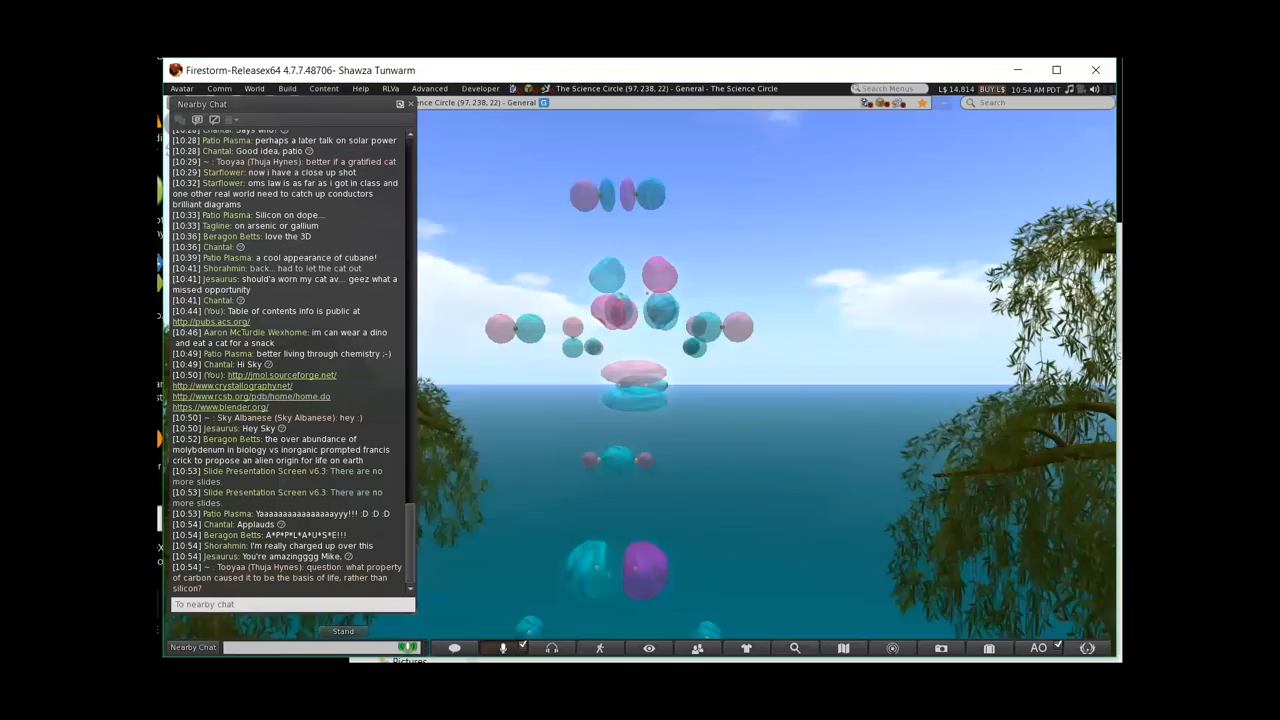 Firestorm-Releasex64 4.7.7.48706- Shawza Tunwarm
Avatar Comm World Build Content Help RLVa Advanced Developer The Science Circle (97, 238, 22) - General - The Science Circle Search Menus L$ 14,814 BUY L$ 10:54 AM PDT
Nearby Chat
ence Circle (97, 238, 22) - General
Search
[10:28] Chantal: Says who?
[10:28] Patio Plasma: perhaps a later talk on solar power
[10:28] Chantal: Good idea, patio
[10:29] ~ : Tooyaa (Thuja Hynes): better if a gratified cat
[10:29] Starflower: now i have a close up shot
[10:32] Starflower: oms law is as far as i got in class and
one other real world need to catch up conductors
brilliant diagrams
[10:33] Patio Plasma: Silicon on dope...
[10:33] Tagline: on arsenic or gallium
[10:36] Beragon Betts: love the 3D
[10:36] Chantal:
[10:39] Patio Plasma: a cool appearance of cubane!
[10:41] Shorahmin: back... had to let the cat out
[10:41] Jesaurus: should'a worn my cat av... geez what a
missed opportunity
[10:41] Chantal:
[10:44] (You): Table of contents info is public at
http://pubs.acs.org/
[10:46] Aaron McTurdle Wexhome: im can wear a dino
and eat a cat for a snack
[10:49] Patio Plasma: better living through chemistry ;-)
[10:49] Chantal: Hi Sky
[10:50] (You): http://jmol.sourceforge.net/
http://www.crystallography.net/
http://www.rcsb.org/pdb/home/home.do
https://www.blender.org/
[10:50] ~ : Sky Albanese (Sky Albanese): hey :)
[10:50] Jesaurus: Hey Sky
[10:52] Beragon Betts: the over abundance of
molybdenum in biology vs inorganic prompted francis
crick to propose an alien origin for life on earth
[10:53] Slide Presentation Screen v6.3: There are no
more slides.
[10:53] Slide Presentation Screen v6.3: There are no
more slides.
[10:53] Patio Plasma: Yaaaaaaaaaaaaaaayyy!!! :D :D :D
[10:54] Chantal: Applauds
[10:54] Beragon Betts: A*P*P*L*A*U*S*E!!!
[10:54] Shorahmin: I'm really charged up over this
[10:54] Jesaurus: You're amazingggg Mike,
[10:54] ~ : Tooyaa (Thuja Hynes): question: what property
of carbon caused it to be the basis of life, rather than
silicon?
To nearby chat
Stand
Nearby Chat
AO
Pictures